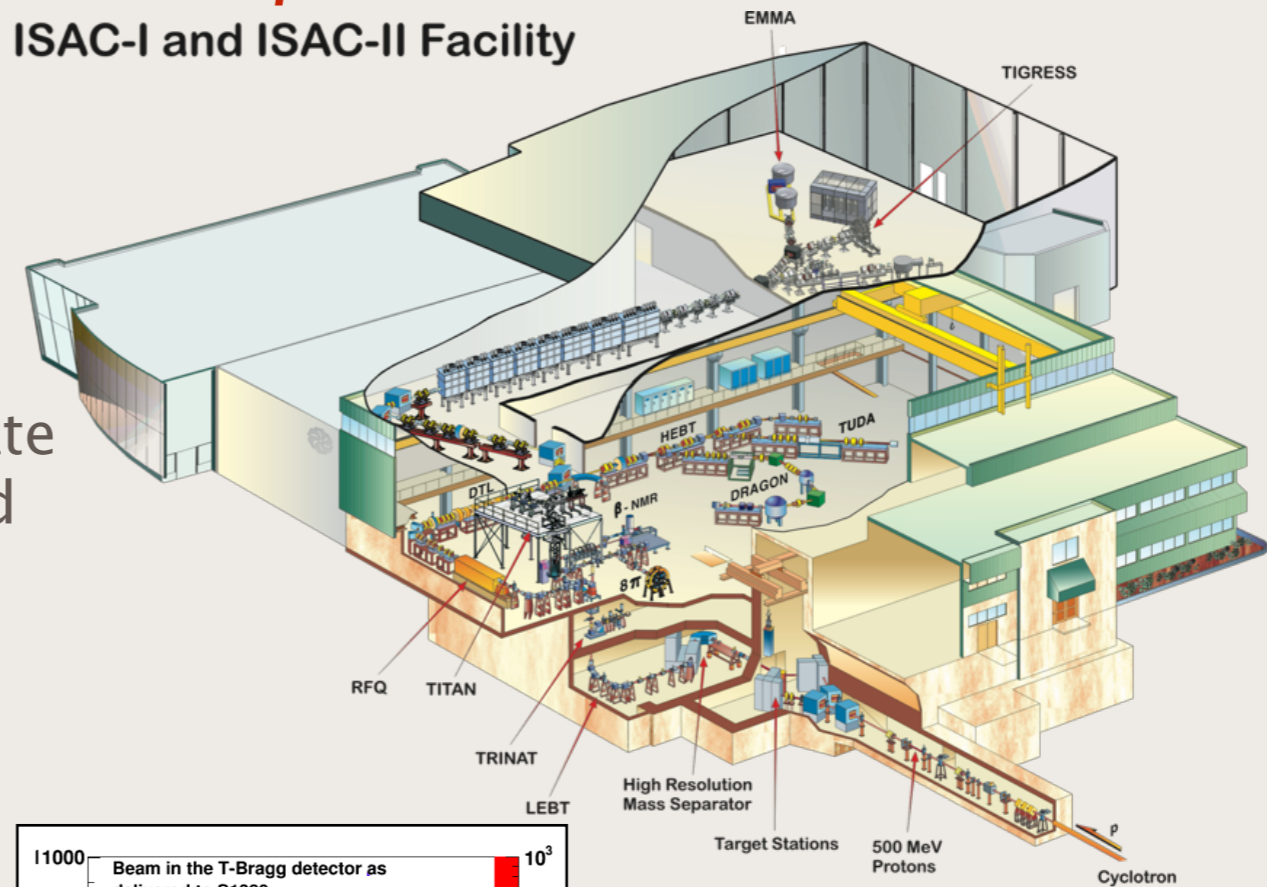 ISAC-I and ISAC-II Facility
EMMA
TIGRESS
HEBT
TUDA
DTL
DRAGON
β-NMR
8π
RFQ
TITAN
TRINAT
LEBT
High Resolution
Mass Separator
Target Stations
500 MeV
Protons
p
Cyclotron
1000
Beam in the T-Bragg detector as
10³